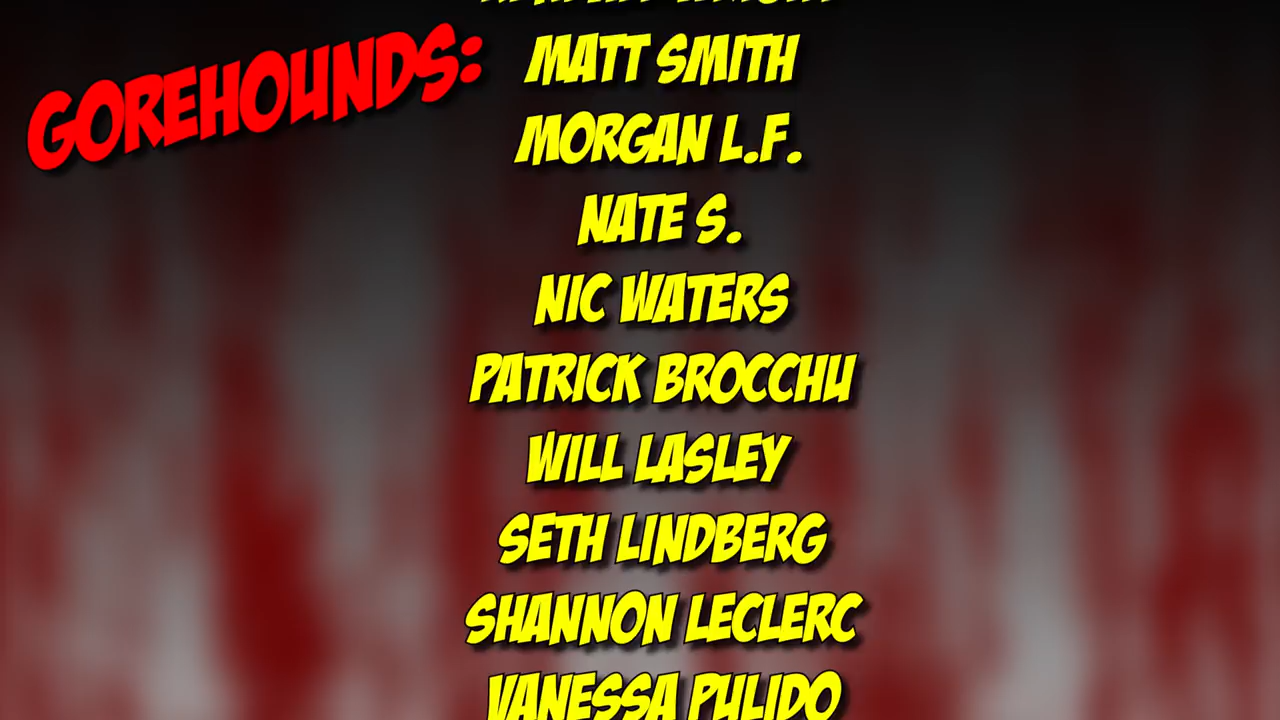 GOREHOUNDS:
MATT SMITH
MORGAN L.F.
NATE S.
NIC WATERS
PATRICK BROCCHU
WILL LASLEY
SETH LINDBERG
SHANNON LECLERC
VANESSA PULIDO